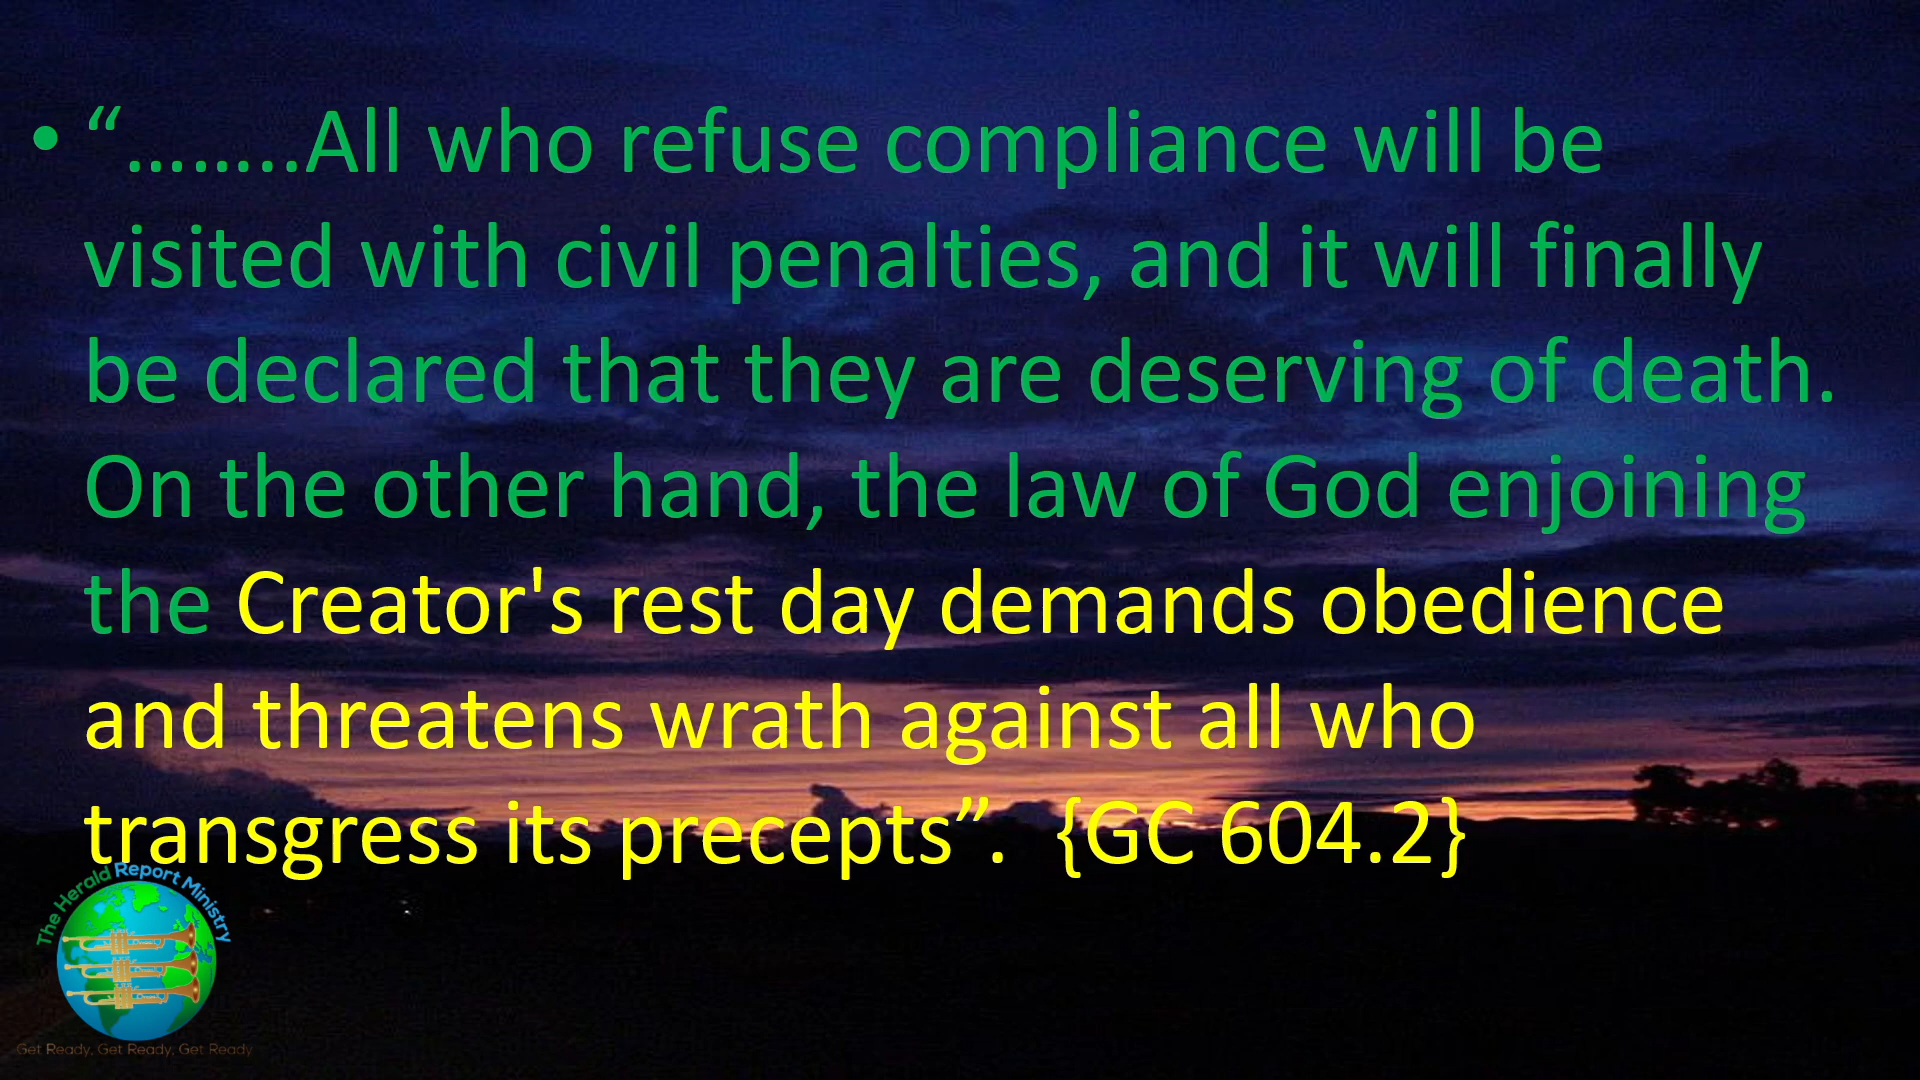 • “……..All who refuse compliance will be
visited with civil penalties, and it will finally
be declared that they are deserving of death.
On the other hand, the law of God enjoining
the Creator's rest day demands obedience
and threatens wrath against all who
transgress its precepts”.  {GC 604.2}
The Herald Report Ministry
Get Ready, Get Ready, Get Ready